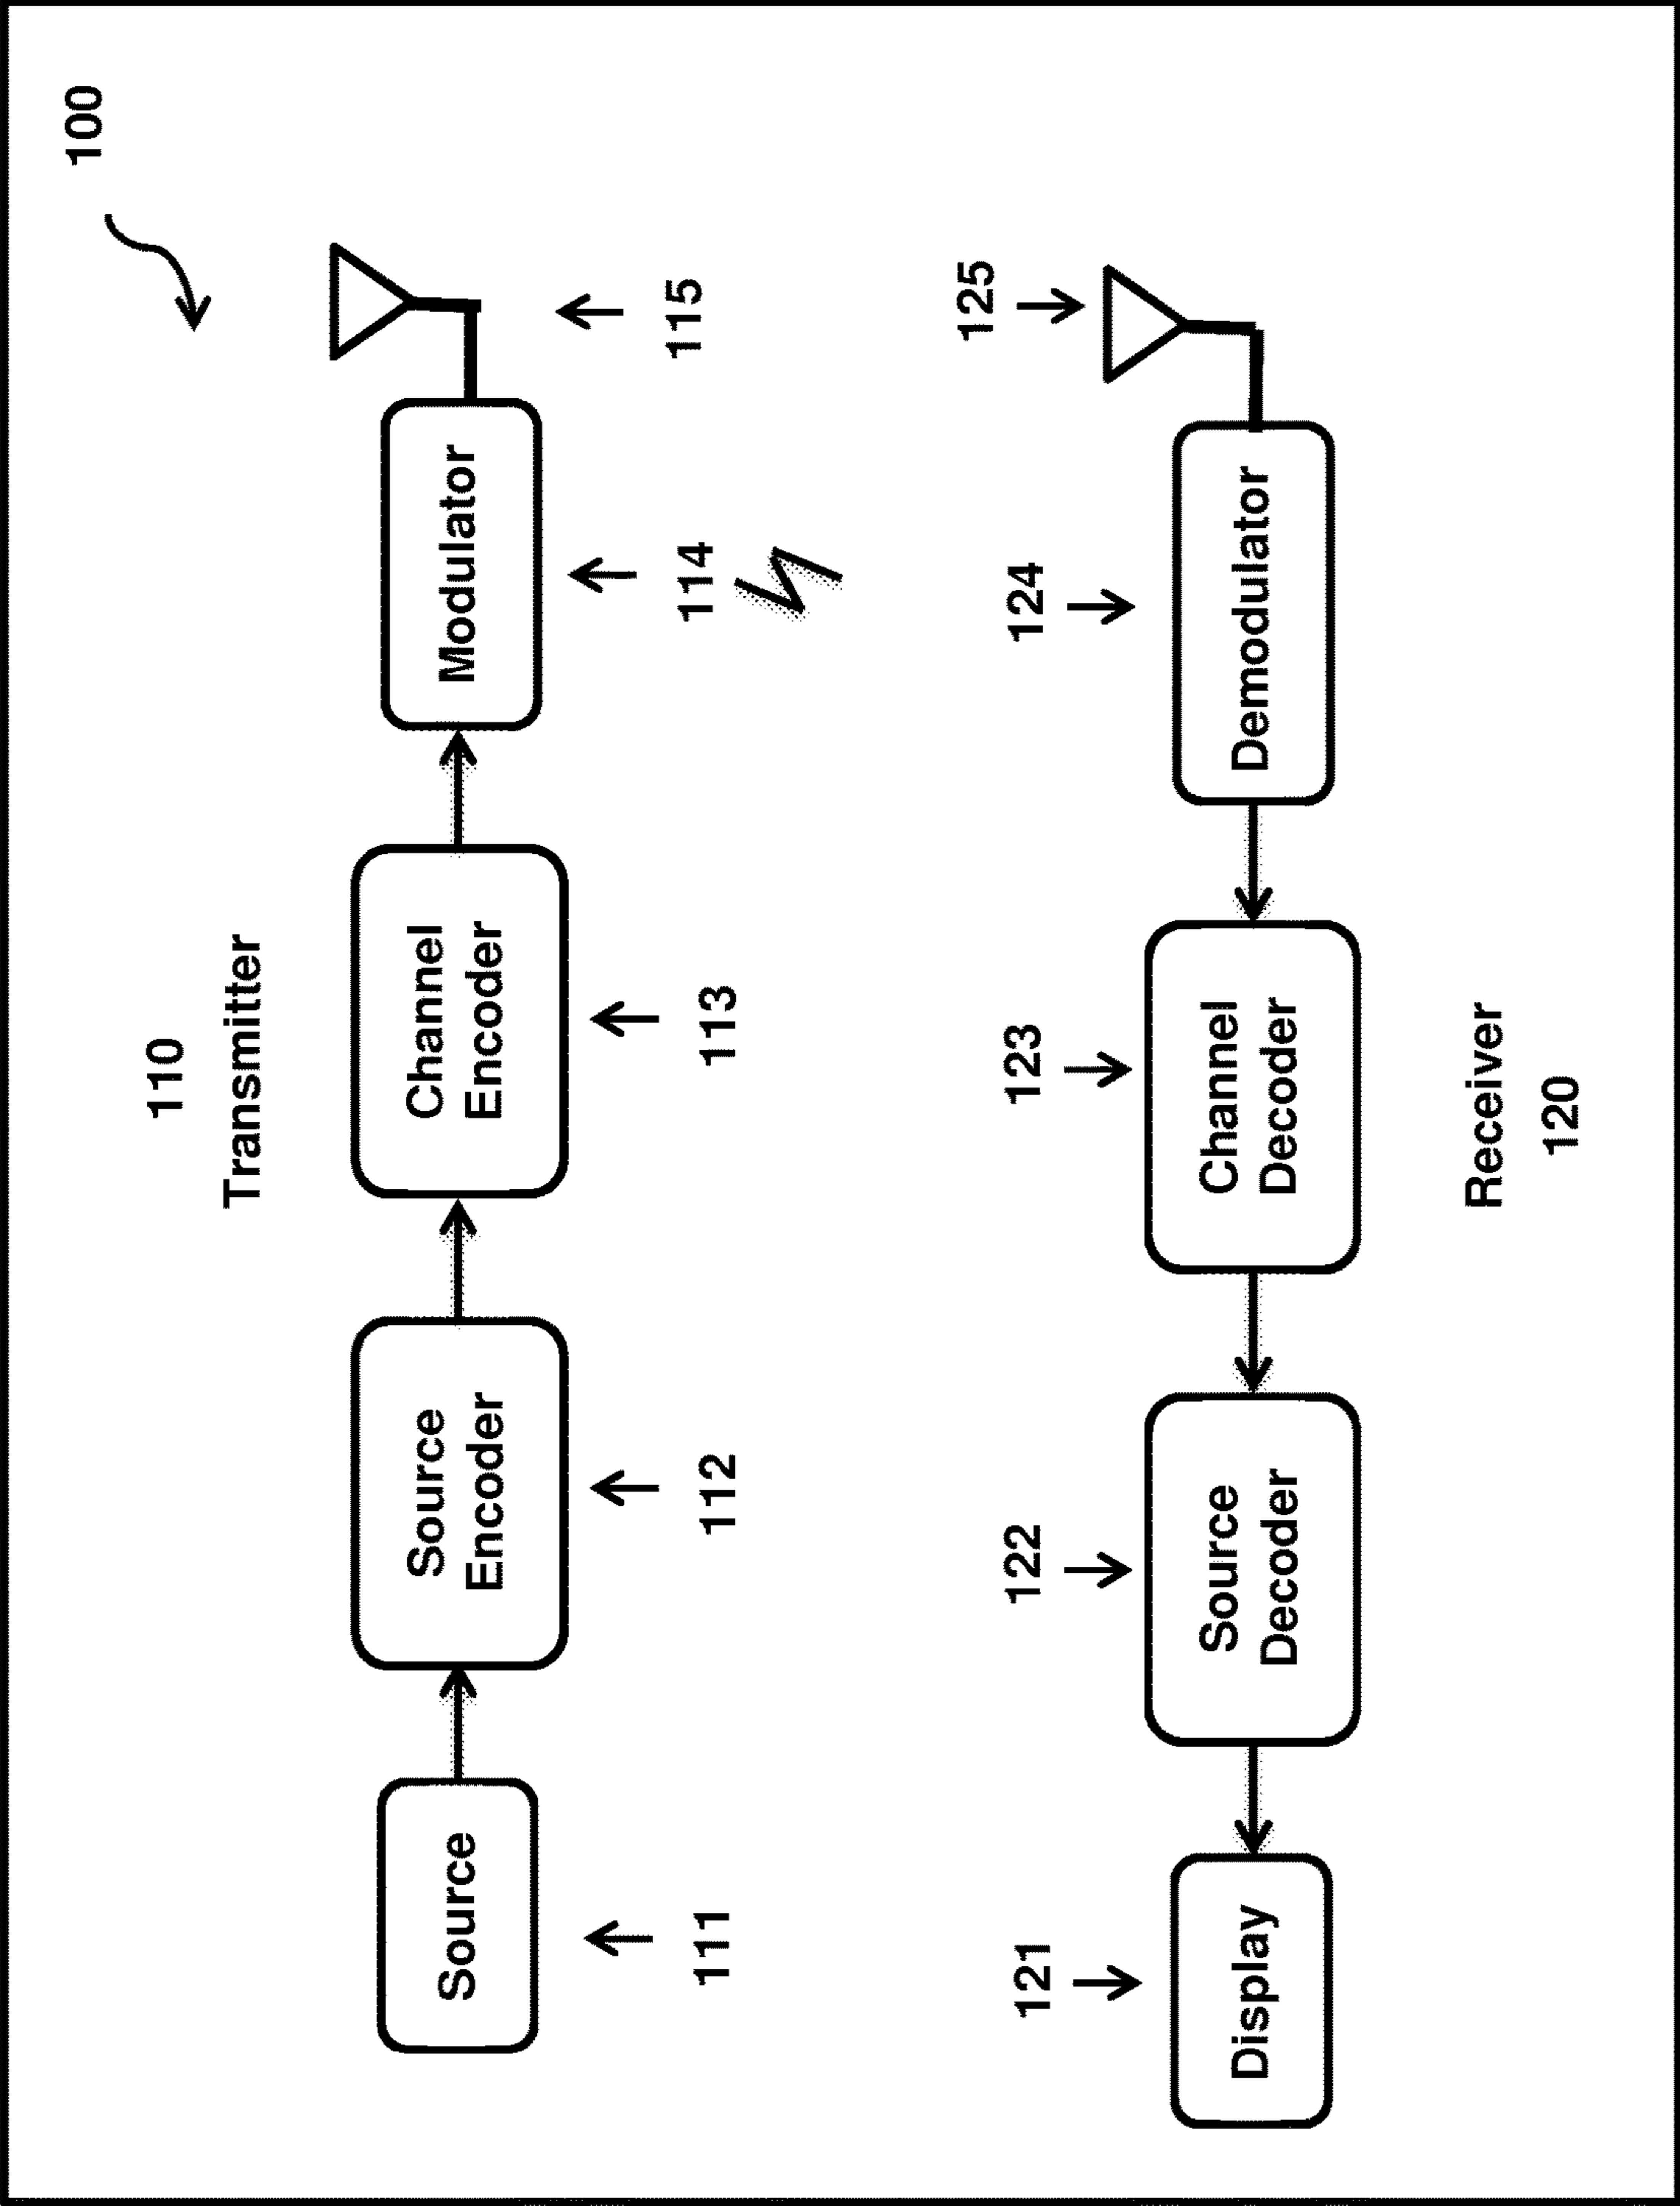 100
110
Transmitter
Source
Source
Encoder
Channel
Encoder
Modulator
111
112
113
114
115
121
122
123
124
125
Display
Source
Decoder
Channel
Decoder
Demodulator
Receiver
120